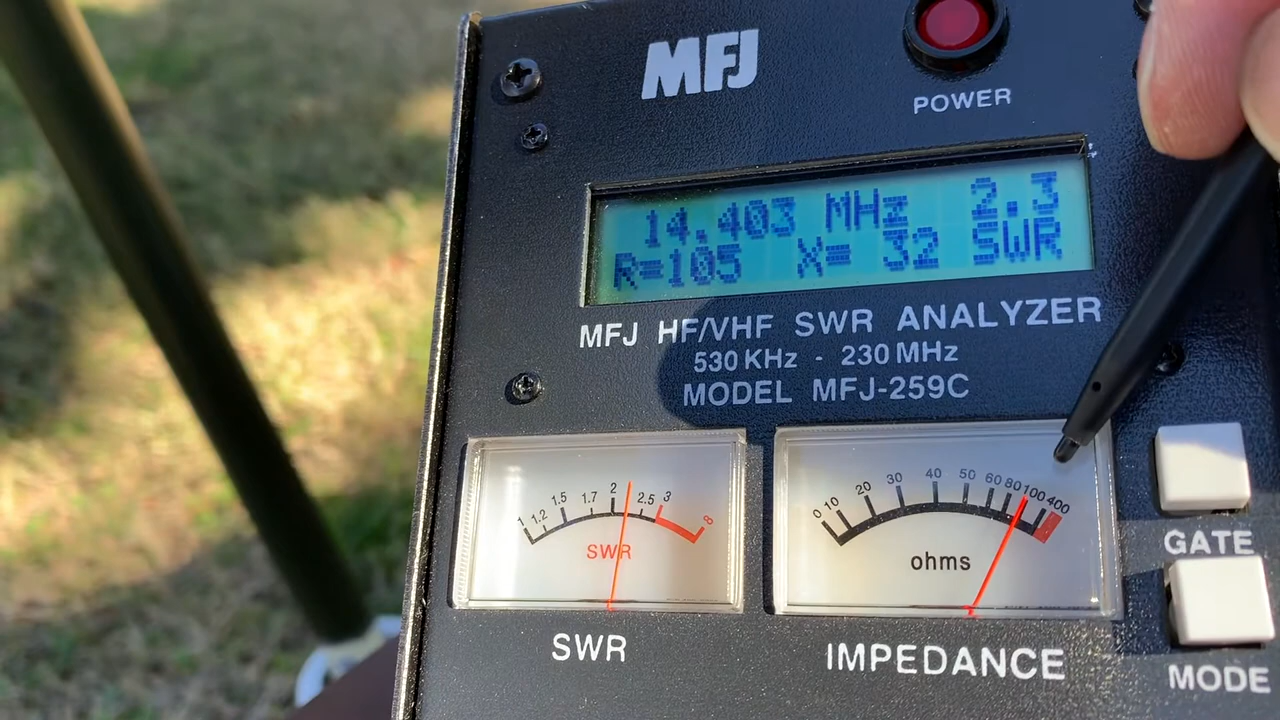 MFJ
POWER
14.403 MHz 2.3
R=105 X= 32 SWR
MFJ HF/VHF SWR ANALYZER
530 KHz - 230 MHz
MODEL MFJ-259C
1 1.2 1.5 1.7 2 2.5 3 8
SWR
0 10 20 30 40 50 60 80 100 400
ohms
GATE
SWR
IMPEDANCE
MODE